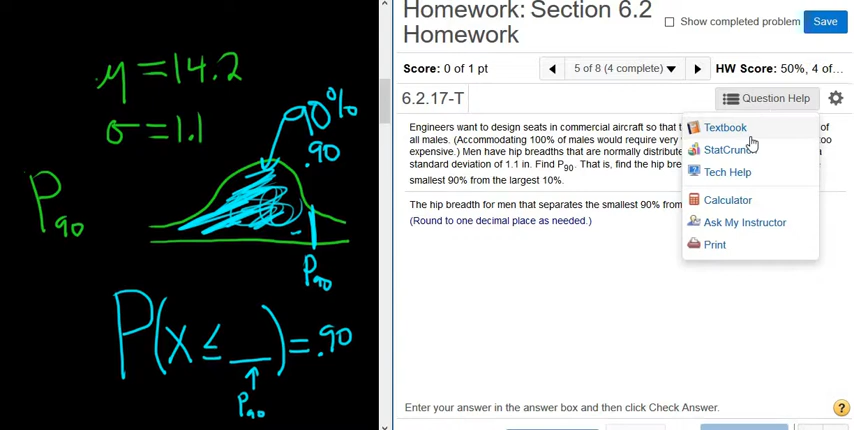 μ = 14.2
σ = 1.1
90%
.90
P90
P90
P(x ≤ __) = .90
P90
Homework: Section 6.2
Homework
Show completed problem
Save
Score: 0 of 1 pt
5 of 8 (4 complete)
HW Score: 50%, 4 of...
6.2.17-T
Question Help
Textbook
StatCrunch
Tech Help
Calculator
Ask My Instructor
Print
Engineers want to design seats in commercial aircraft so that t of
all males. (Accommodating 100% of males would require very too
expensive.) Men have hip breadths that are normally distribute a
standard deviation of 1.1 in. Find P90. That is, find the hip bre
smallest 90% from the largest 10%.
The hip breadth for men that separates the smallest 90% from
(Round to one decimal place as needed.)
Enter your answer in the answer box and then click Check Answer.
?